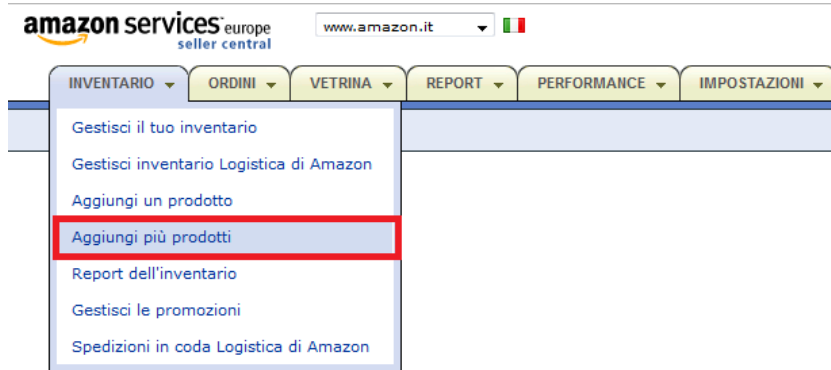 amazon services europe
seller central
www.amazon.it
INVENTARIO ORDINI VETRINA REPORT PERFORMANCE IMPOSTAZIONI
Gestisci il tuo inventario
Gestisci inventario Logistica di Amazon
Aggiungi un prodotto
Aggiungi più prodotti
Report dell'inventario
Gestisci le promozioni
Spedizioni in coda Logistica di Amazon